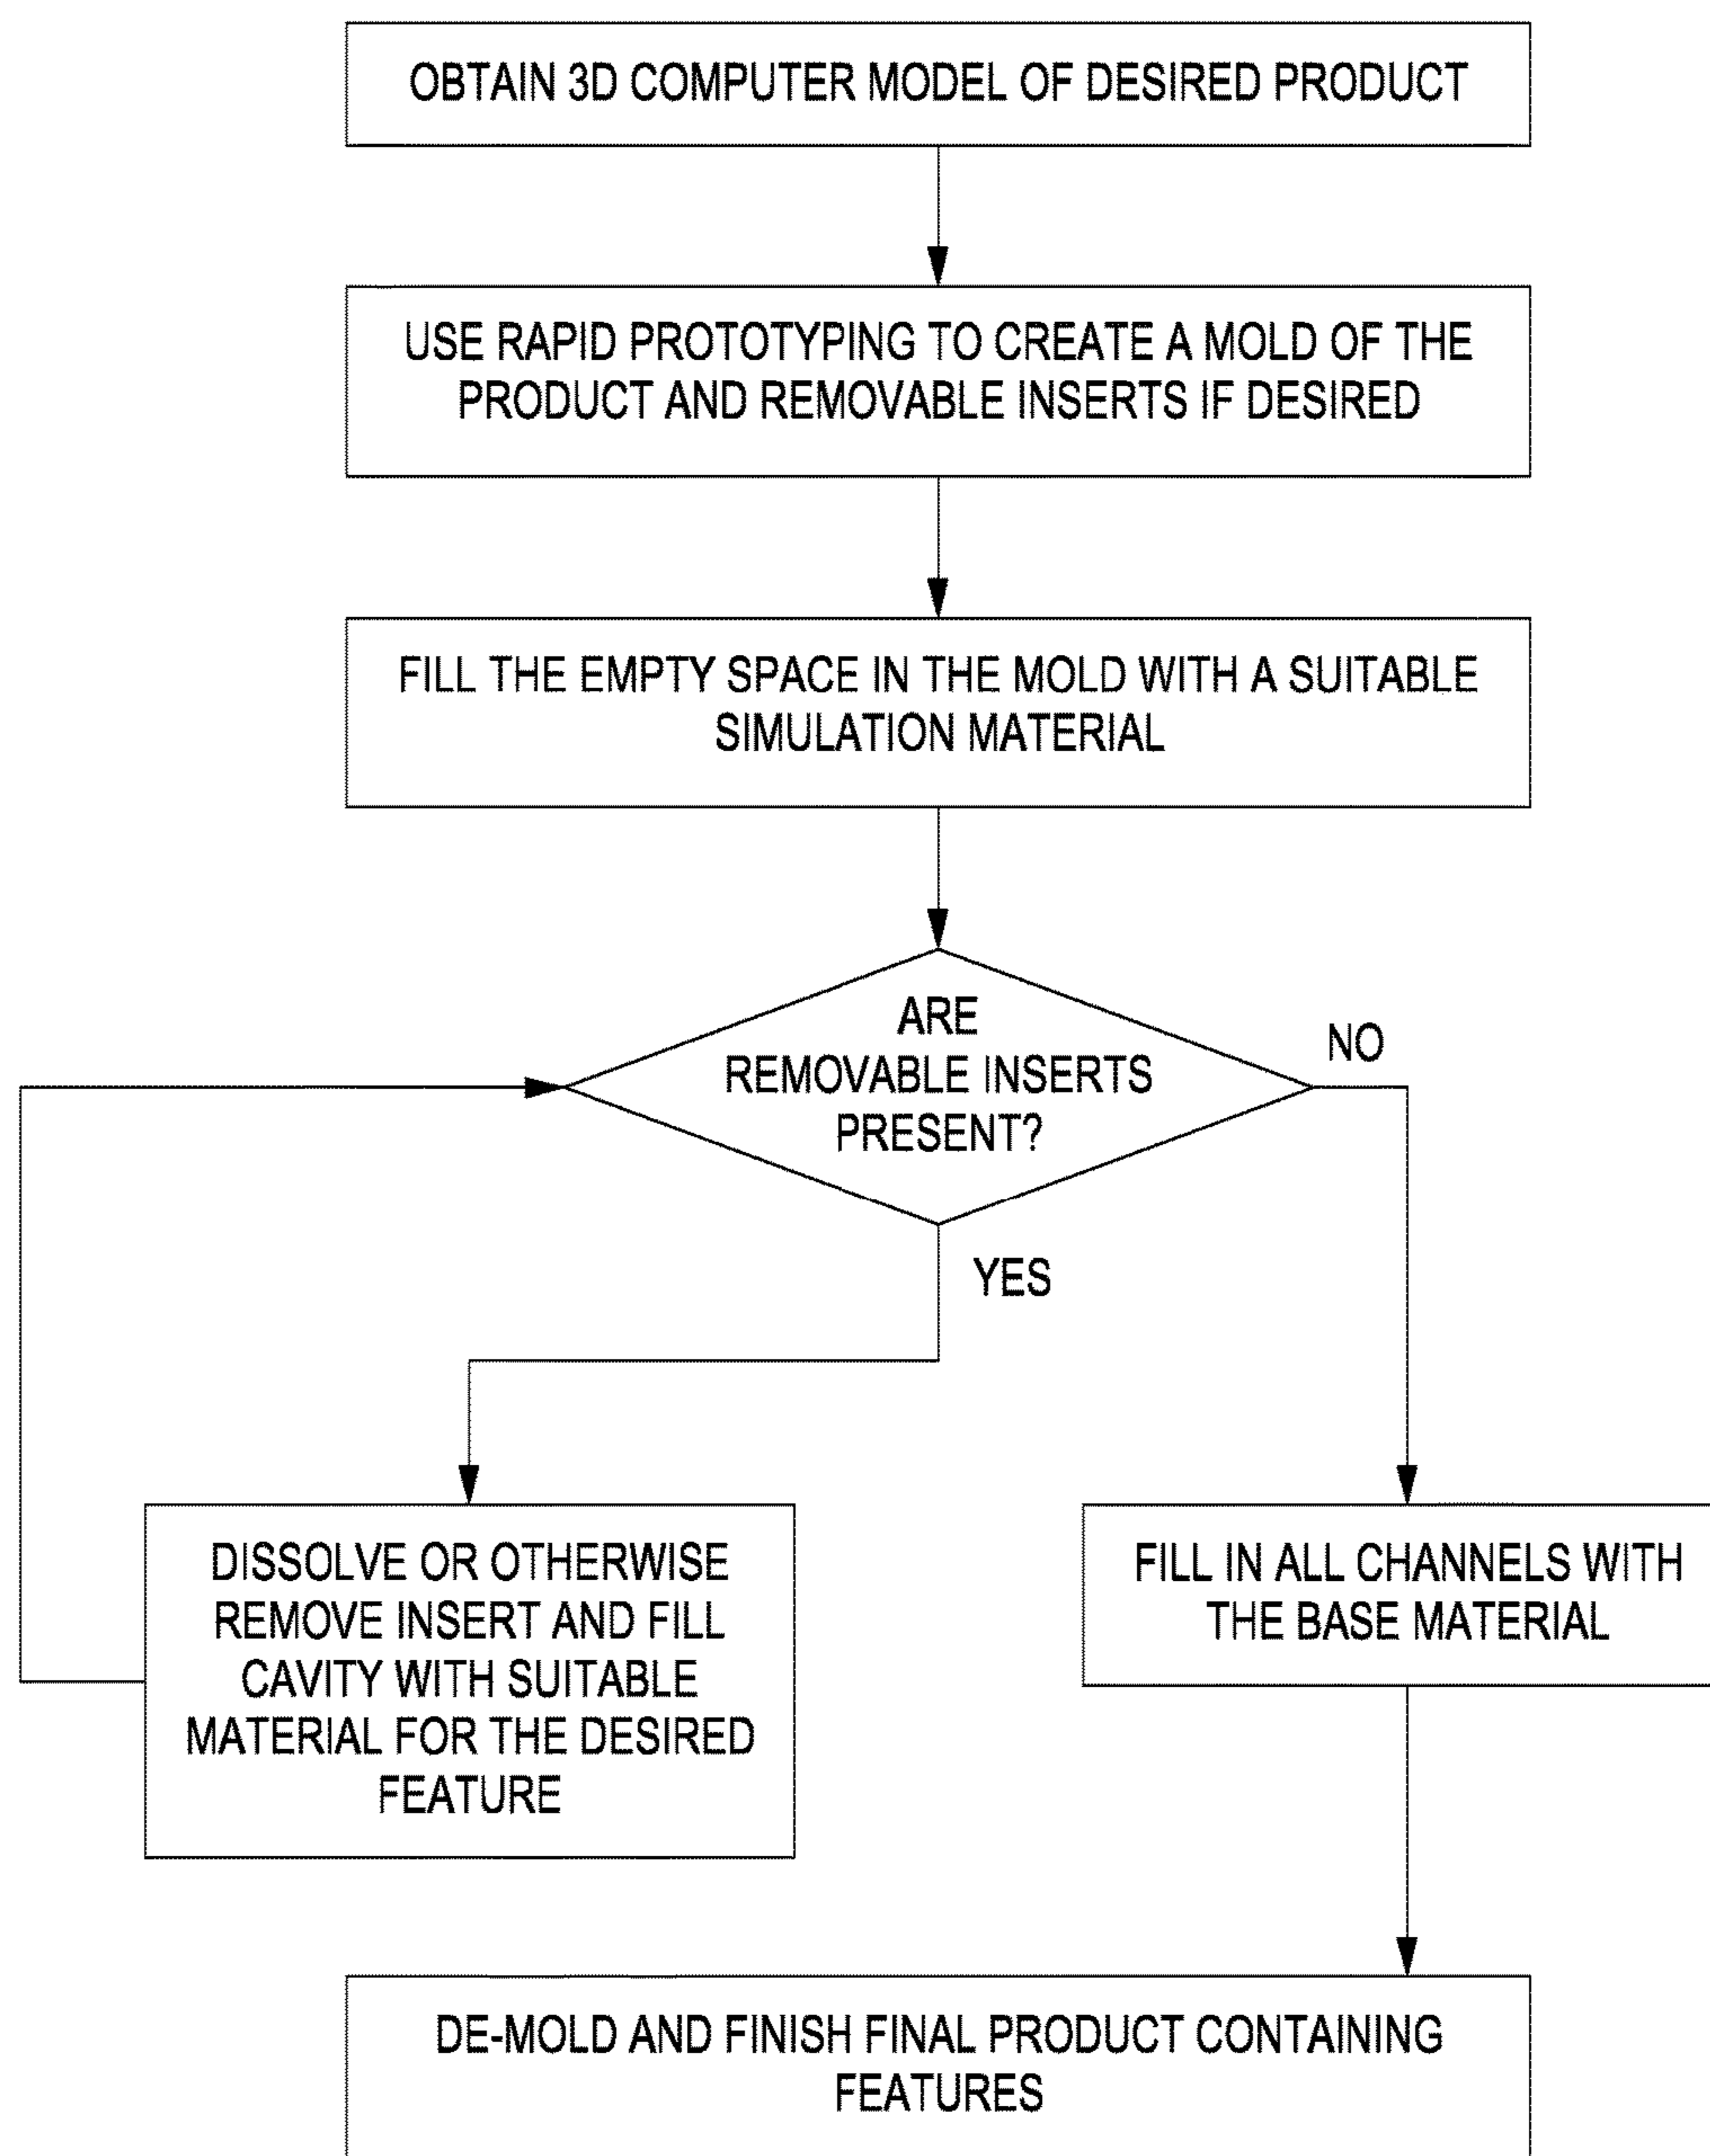 OBTAIN 3D COMPUTER MODEL OF DESIRED PRODUCT
USE RAPID PROTOTYPING TO CREATE A MOLD OF THE
PRODUCT AND REMOVABLE INSERTS IF DESIRED
FILL THE EMPTY SPACE IN THE MOLD WITH A SUITABLE
SIMULATION MATERIAL
ARE
REMOVABLE INSERTS
PRESENT?
NO
YES
DISSOLVE OR OTHERWISE
REMOVE INSERT AND FILL
CAVITY WITH SUITABLE
MATERIAL FOR THE DESIRED
FEATURE
FILL IN ALL CHANNELS WITH
THE BASE MATERIAL
DE-MOLD AND FINISH FINAL PRODUCT CONTAINING
FEATURES